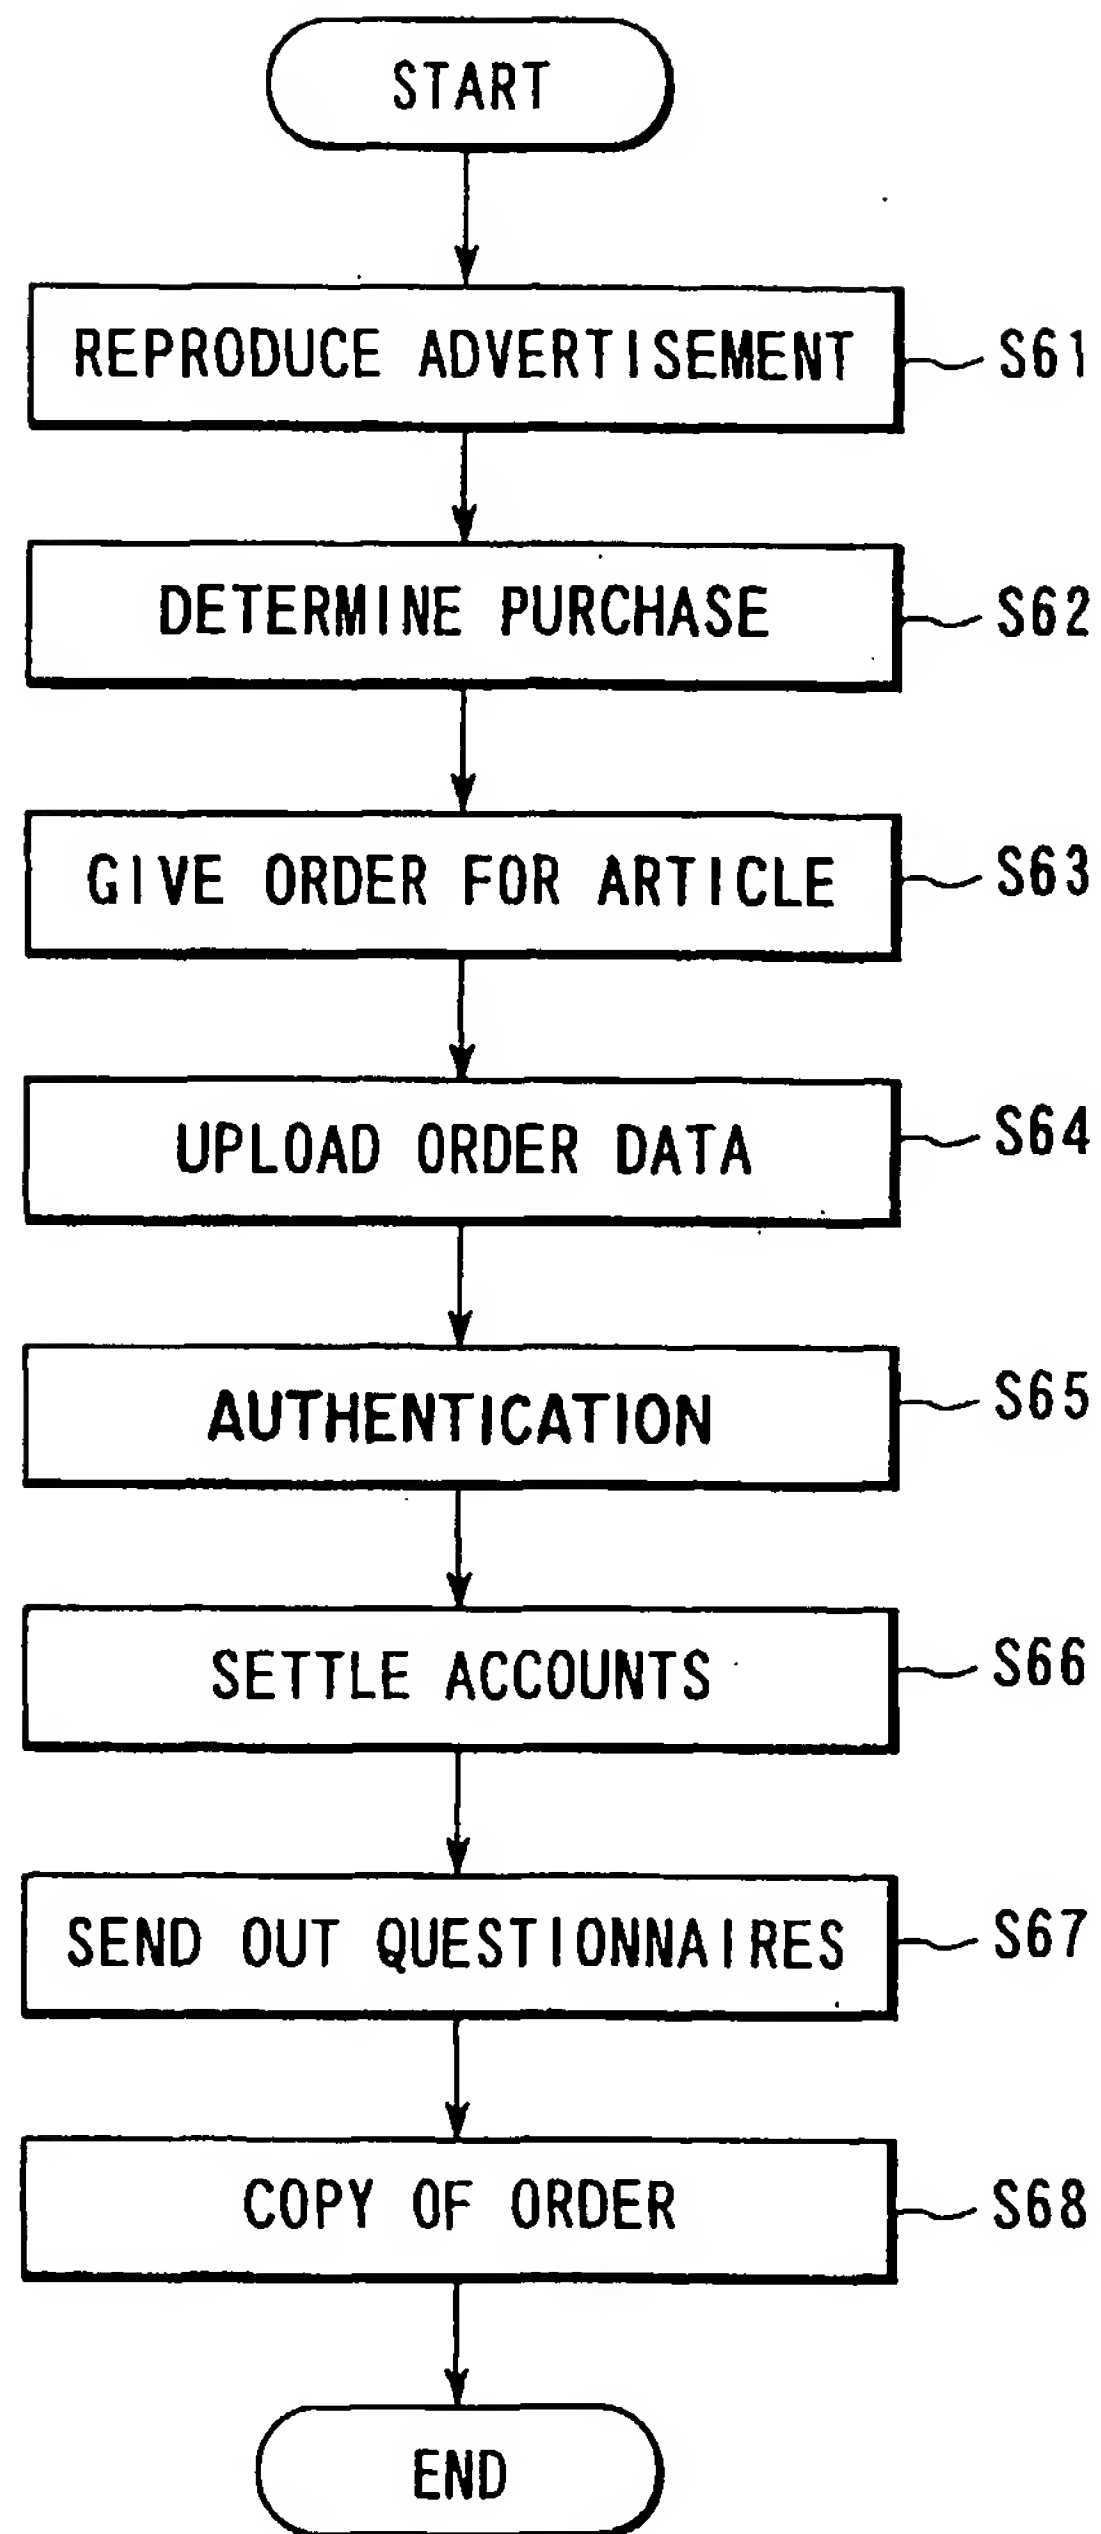 START
REPRODUCE ADVERTISEMENT
S61
DETERMINE PURCHASE
S62
GIVE ORDER FOR ARTICLE
S63
UPLOAD ORDER DATA
S64
AUTHENTICATION
S65
SETTLE ACCOUNTS
S66
SEND OUT QUESTIONNAIRES
S67
COPY OF ORDER
S68
END